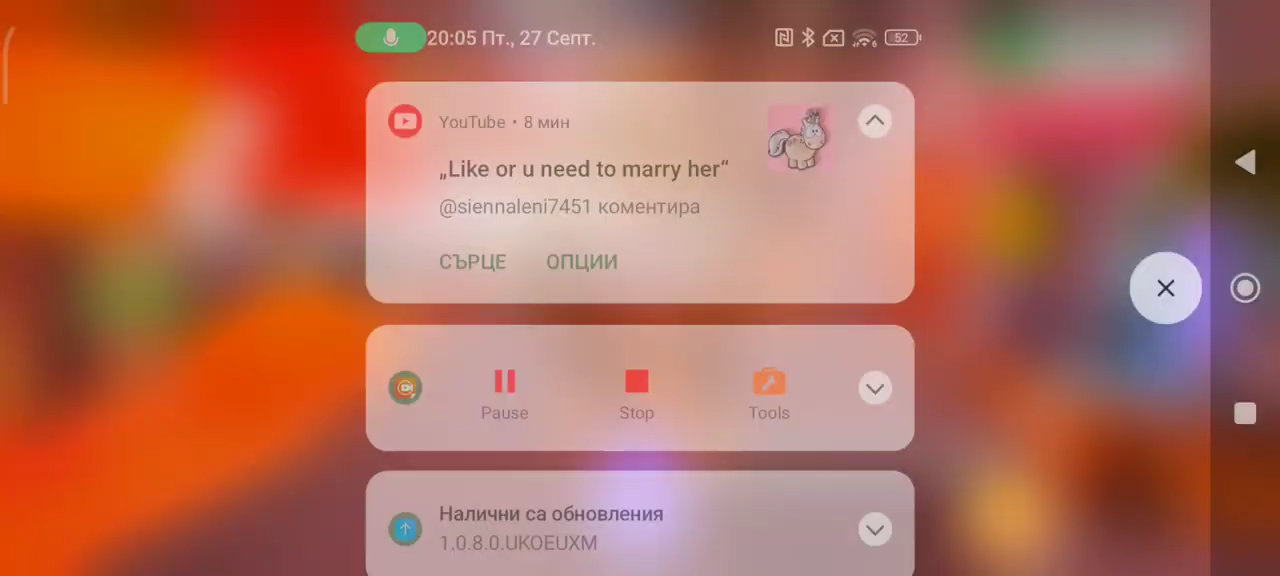 20:05 Пт., 27 Септ.
52
YouTube • 8 мин
„Like or u need to marry her“
@siennaleni7451 коментира
СЪРЦЕ ОПЦИИ
Pause Stop Tools
Налични са обновления
1.0.8.0.UKOEUXM